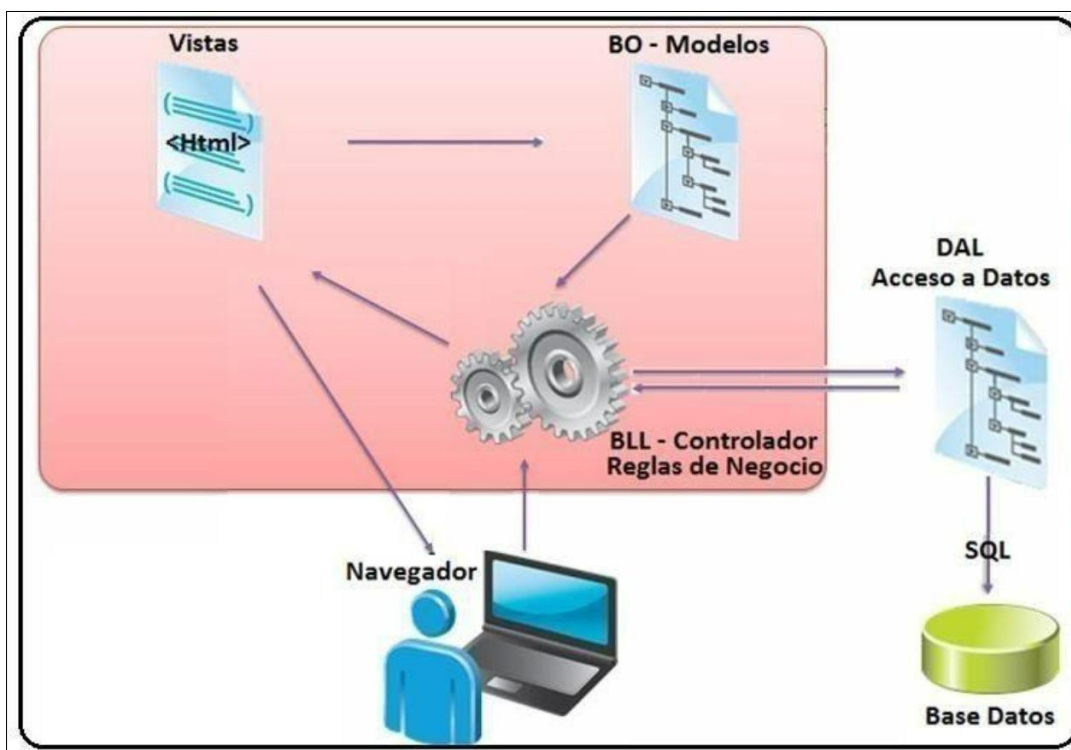 Vistas
BO - Modelos
<Html>
DAL
Acceso a Datos
BLL - Controlador
Reglas de Negocio
SQL
Navegador
Base Datos